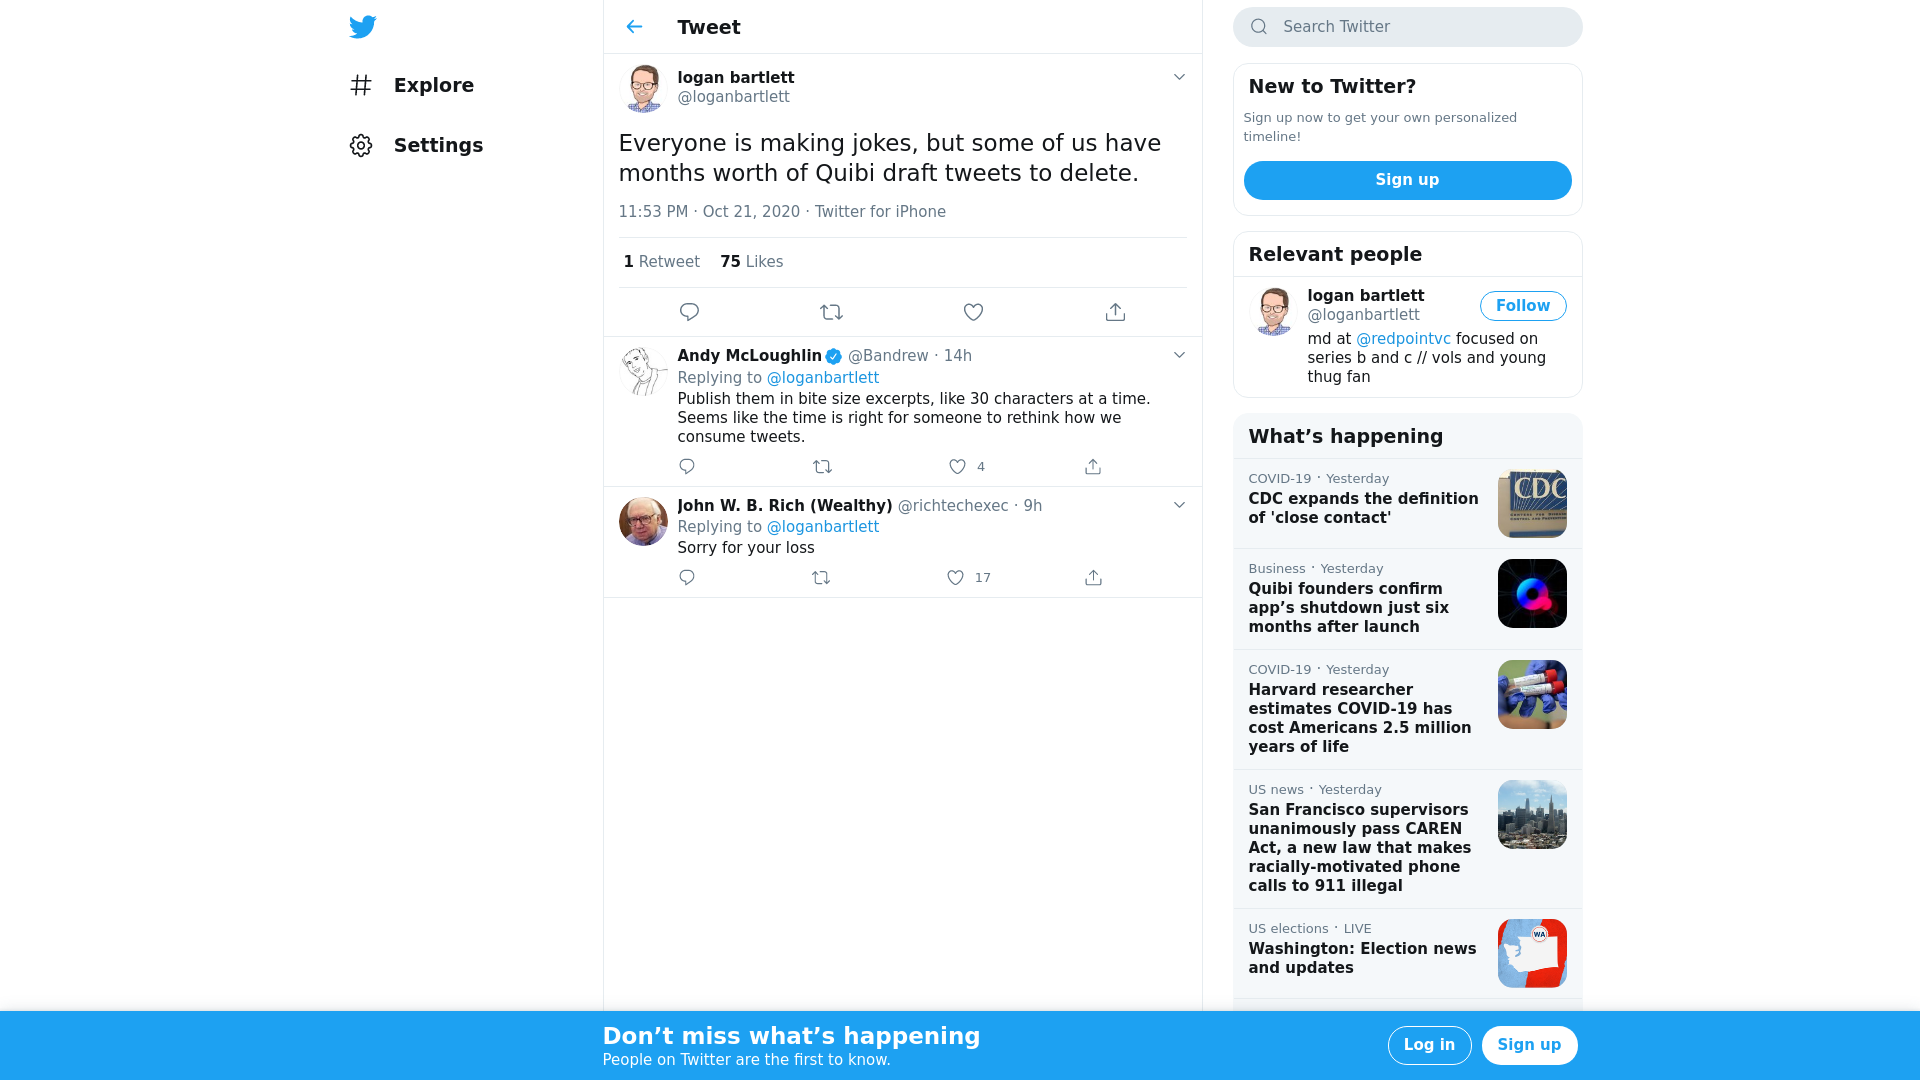 Explore
Settings
Tweet
logan bartlett
@loganbartlett
Everyone is making jokes, but some of us have
months worth of Quibi draft tweets to delete.
11:53 PM · Oct 21, 2020 · Twitter for iPhone
1 Retweet 75 Likes
Andy McLoughlin @Bandrew · 14h
Replying to @loganbartlett
Publish them in bite size excerpts, like 30 characters at a time.
Seems like the time is right for someone to rethink how we
consume tweets.
4
John W. B. Rich (Wealthy) @richtechexec · 9h
Replying to @loganbartlett
Sorry for your loss
17
Search Twitter
New to Twitter?
Sign up now to get your own personalized
timeline!
Sign up
Relevant people
logan bartlett
@loganbartlett
Follow
md at @redpointvc focused on
series b and c // vols and young
thug fan
What’s happening
COVID-19 · Yesterday
CDC expands the definition
of 'close contact'
CDC
Business · Yesterday
Quibi founders confirm
app’s shutdown just six
months after launch
COVID-19 · Yesterday
Harvard researcher
estimates COVID-19 has
cost Americans 2.5 million
years of life
US news · Yesterday
San Francisco supervisors
unanimously pass CAREN
Act, a new law that makes
racially-motivated phone
calls to 911 illegal
US elections · LIVE
Washington: Election news
and updates
WA
Don’t miss what’s happening
People on Twitter are the first to know.
Log in
Sign up